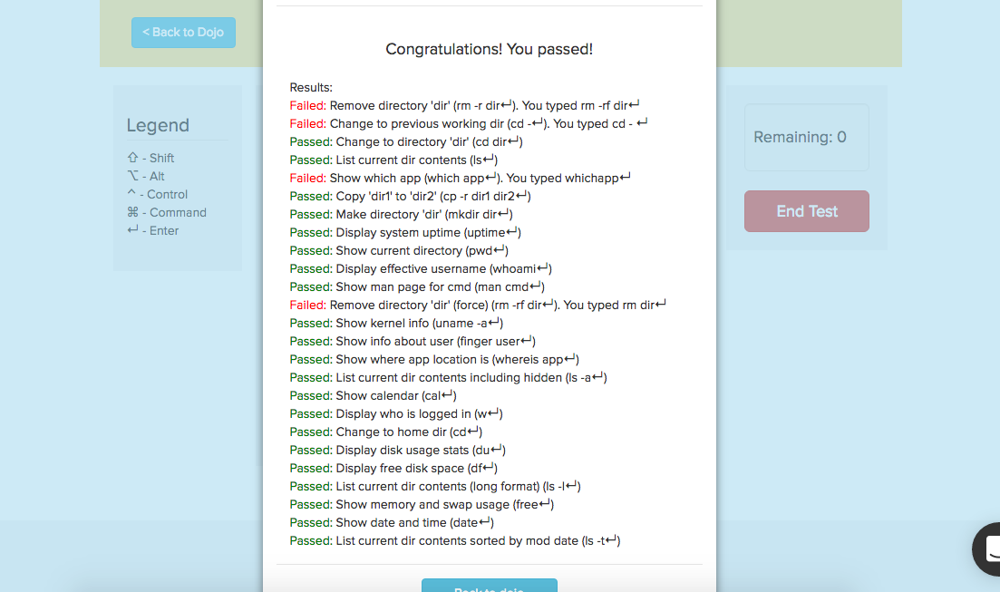 < Back to Dojo
Congratulations! You passed!
Results:
Failed: Remove directory 'dir' (rm -r dir↵). You typed rm -rf dir↵
Failed: Change to previous working dir (cd -↵). You typed cd - ↵
Passed: Change to directory 'dir' (cd dir↵)
Passed: List current dir contents (ls↵)
Failed: Show which app (which app↵). You typed whichapp↵
Passed: Copy 'dir1' to 'dir2' (cp -r dir1 dir2↵)
Passed: Make directory 'dir' (mkdir dir↵)
Passed: Display system uptime (uptime↵)
Passed: Show current directory (pwd↵)
Passed: Display effective username (whoami↵)
Passed: Show man page for cmd (man cmd↵)
Failed: Remove directory 'dir' (force) (rm -rf dir↵). You typed rm dir↵
Passed: Show kernel info (uname -a↵)
Passed: Show info about user (finger user↵)
Passed: Show where app location is (whereis app↵)
Passed: List current dir contents including hidden (ls -a↵)
Passed: Show calendar (cal↵)
Passed: Display who is logged in (w↵)
Passed: Change to home dir (cd↵)
Passed: Display disk usage stats (du↵)
Passed: Display free disk space (df↵)
Passed: List current dir contents (long format) (ls -l↵)
Passed: Show memory and swap usage (free↵)
Passed: Show date and time (date↵)
Passed: List current dir contents sorted by mod date (ls -t↵)
Back to dojo
Legend
⇧ - Shift
⌥ - Alt
^ - Control
⌘ - Command
↵ - Enter
Remaining: 0
End Test